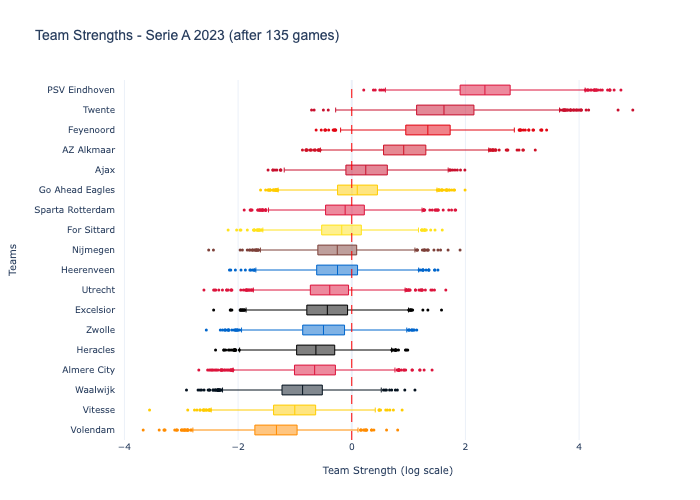 Team Strengths - Serie A 2023 (after 135 games)
PSV Eindhoven
Twente
Feyenoord
AZ Alkmaar
Ajax
Go Ahead Eagles
Sparta Rotterdam
For Sittard
Nijmegen
Heerenveen
Utrecht
Excelsior
Zwolle
Heracles
Almere City
Waalwijk
Vitesse
Volendam
Teams
−4 −2 0 2 4
Team Strength (log scale)